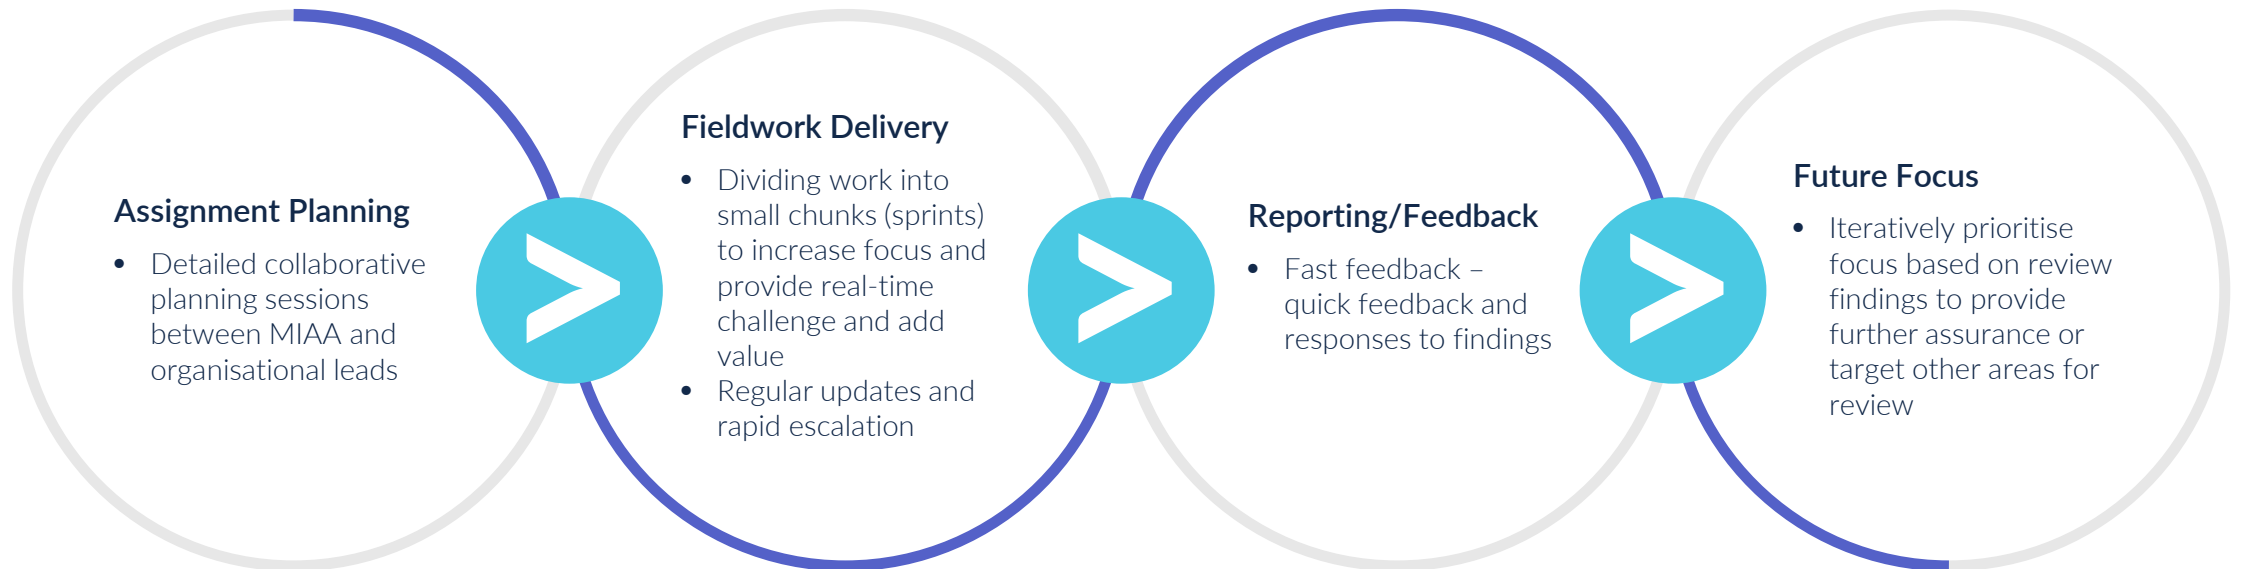 Assignment Planning
• Detailed collaborative
planning sessions
between MIAA and
organisational leads
Fieldwork Delivery
• Dividing work into
small chunks (sprints)
to increase focus and
provide real-time
challenge and add
value
• Regular updates and
rapid escalation
Reporting/Feedback
• Fast feedback –
quick feedback and
responses to findings
Future Focus
• Iteratively prioritise
focus based on review
findings to provide
further assurance or
target other areas for
review